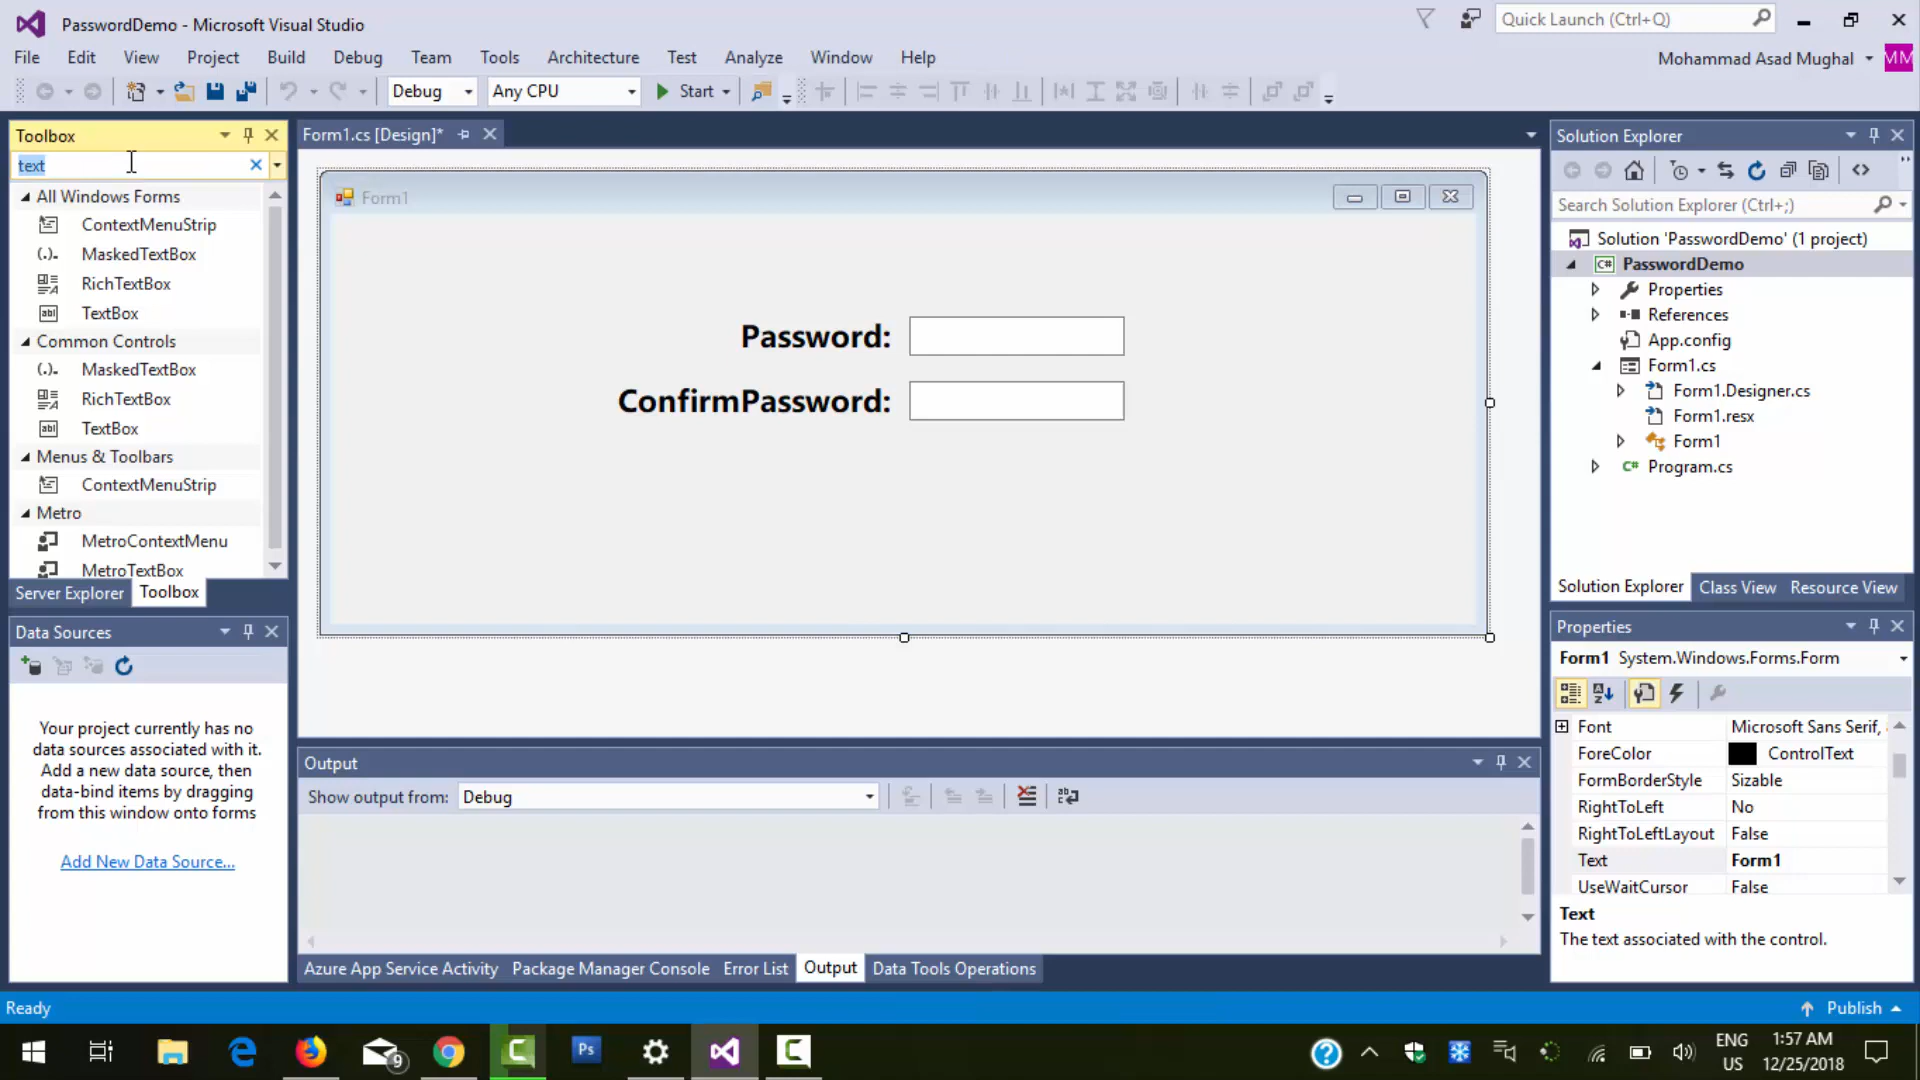 PasswordDemo - Microsoft Visual Studio
Quick Launch (Ctrl+Q)
File Edit View Project Build Debug Team Tools Architecture Test Analyze Window Help
Mohammad Asad Mughal MM
Debug Any CPU Start
Toolbox
text
All Windows Forms
ContextMenuStrip
MaskedTextBox
RichTextBox
TextBox
Common Controls
MaskedTextBox
RichTextBox
TextBox
Menus & Toolbars
ContextMenuStrip
Metro
MetroContextMenu
MetroTextBox
Server Explorer Toolbox
Data Sources
Your project currently has no
data sources associated with it.
Add a new data source, then
data-bind items by dragging
from this window onto forms
Add New Data Source...
Form1.cs [Design]*
Form1
Password:
ConfirmPassword:
Output
Show output from: Debug
Azure App Service Activity Package Manager Console Error List Output Data Tools Operations
Solution Explorer
Search Solution Explorer (Ctrl+;)
Solution 'PasswordDemo' (1 project)
C# PasswordDemo
Properties
References
App.config
Form1.cs
Form1.Designer.cs
Form1.resx
Form1
C# Program.cs
Solution Explorer Class View Resource View
Properties
Form1 System.Windows.Forms.Form
Font Microsoft Sans Serif,
ForeColor ControlText
FormBorderStyle Sizable
RightToLeft No
RightToLeftLayout False
Text Form1
UseWaitCursor False
Text
The text associated with the control.
Ready
Publish
9
Ps
ENG
US
1:57 AM
12/25/2018